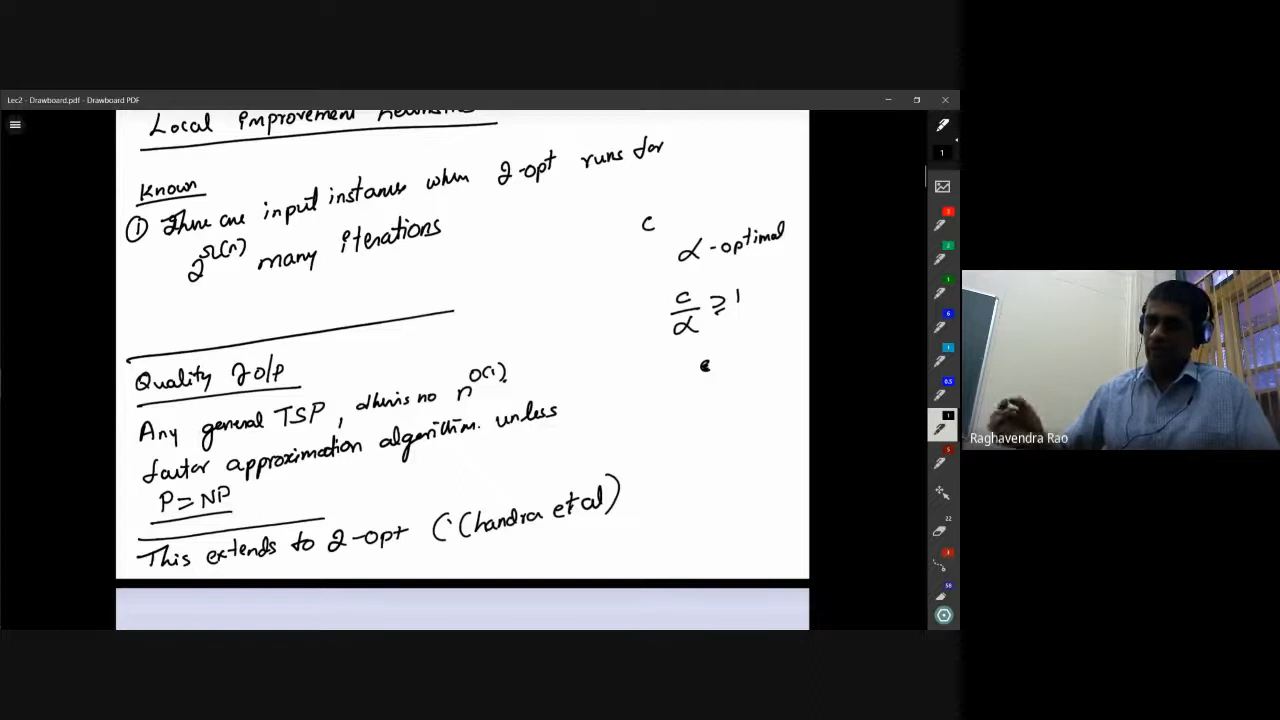 Lec2 - Drawboard.pdf - Drawboard PDF
Local improvement
Known
① There are input instances when 2-opt runs for
2^Ω(n) many iterations
C
α-optimal
c/α ≥ 1
Quality of o/p
Any general TSP, there is no n^O(1)
factor approximation algorithm. unless
P = NP
This extends to 2-opt (Chandra et al)
Raghavendra Rao